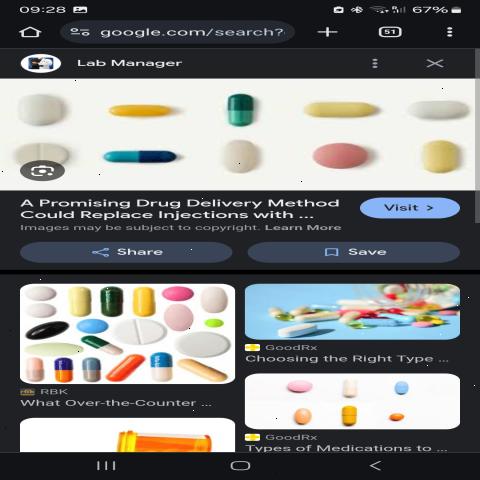 09:28
67%
google.com/search?
51
Lab Manager
A Promising Drug Delivery Method
Could Replace Injections with ...
Images may be subject to copyright. Learn More
Visit >
Share
Save
RBK
What Over-the-Counter ...
GoodRx
Choosing the Right Type ...
GoodRx
Types of Medications to ...